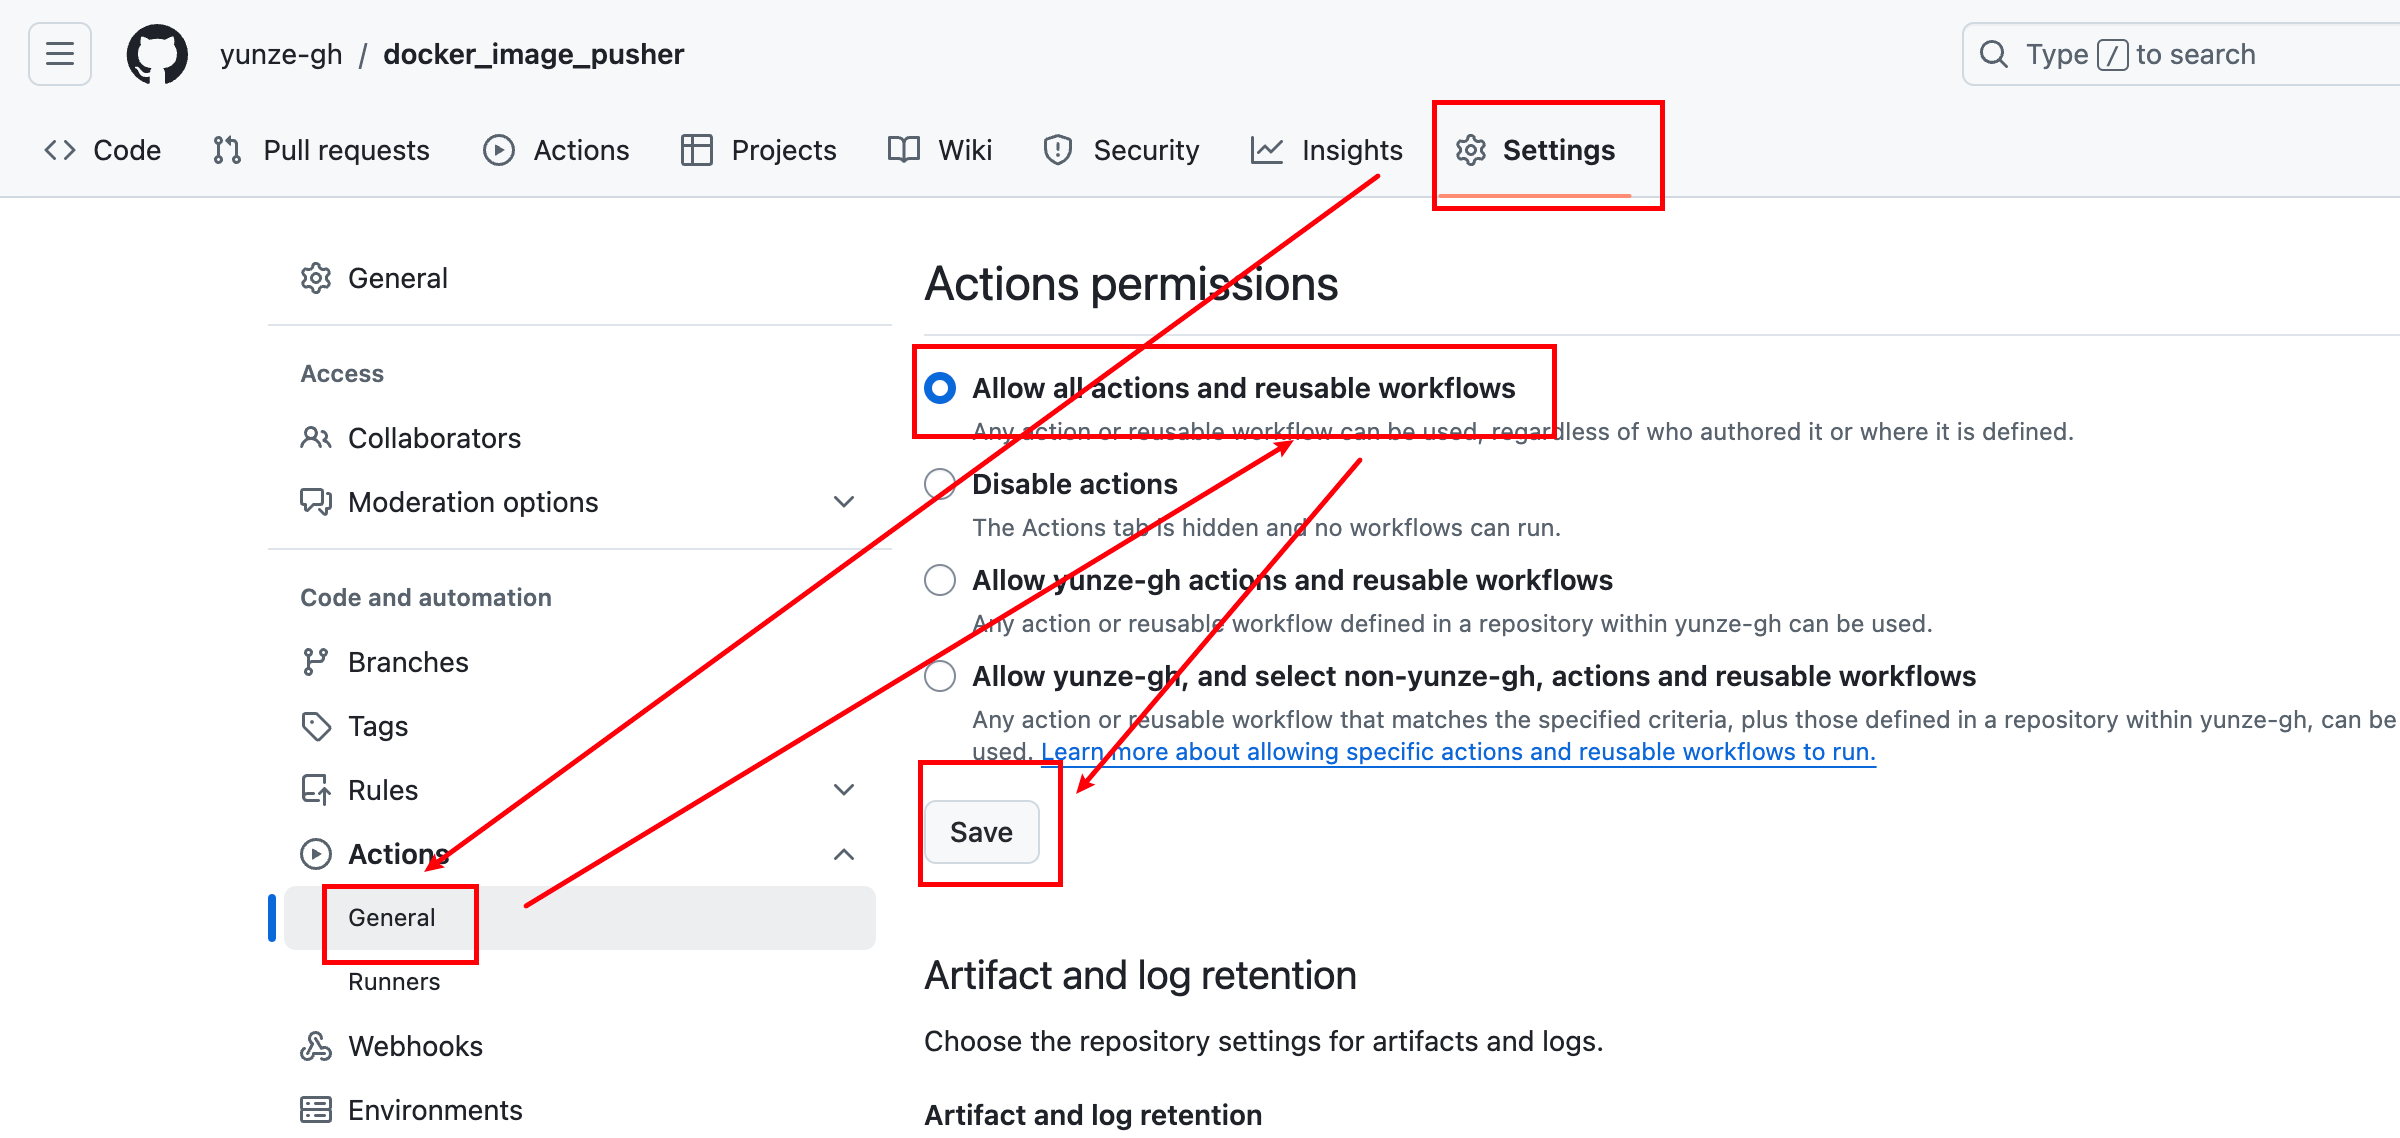 yunze-gh / docker_image_pusher
Type / to search
Code Pull requests Actions Projects Wiki Security Insights Settings
General
Access
Collaborators
Moderation options
Code and automation
Branches
Tags
Rules
Actions
General
Runners
Webhooks
Environments
Actions permissions
Allow all actions and reusable workflows
Any action or reusable workflow can be used, regardless of who authored it or where it is defined.
Disable actions
The Actions tab is hidden and no workflows can run.
Allow yunze-gh actions and reusable workflows
Any action or reusable workflow defined in a repository within yunze-gh can be used.
Allow yunze-gh, and select non-yunze-gh, actions and reusable workflows
Any action or reusable workflow that matches the specified criteria, plus those defined in a repository within yunze-gh, can be
used. Learn more about allowing specific actions and reusable workflows to run.
Save
Artifact and log retention
Choose the repository settings for artifacts and logs.
Artifact and log retention